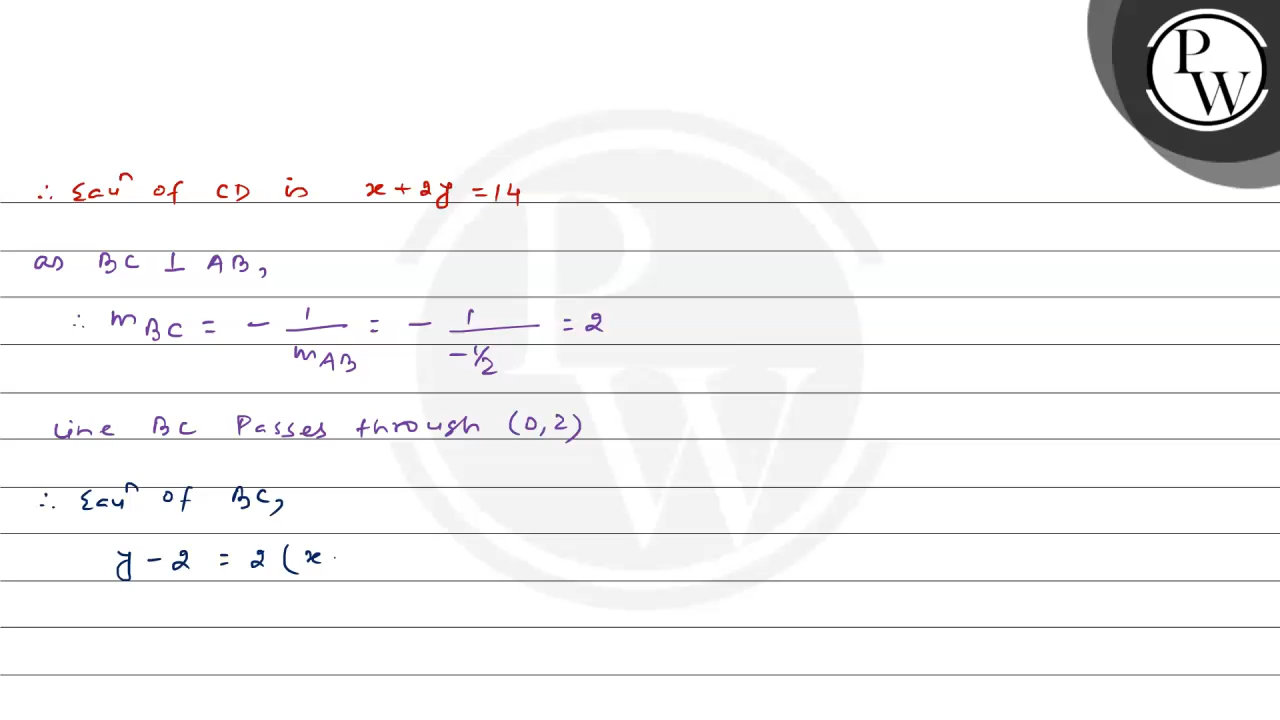 PW
∴ Equⁿ of CD is x + 2y = 14
as BC ⊥ AB,
∴ m_BC = - 1/m_AB = - 1/(-1/2) = 2
Line BC Passes through (0,2)
∴ Equⁿ of BC,
y - 2 = 2 (x